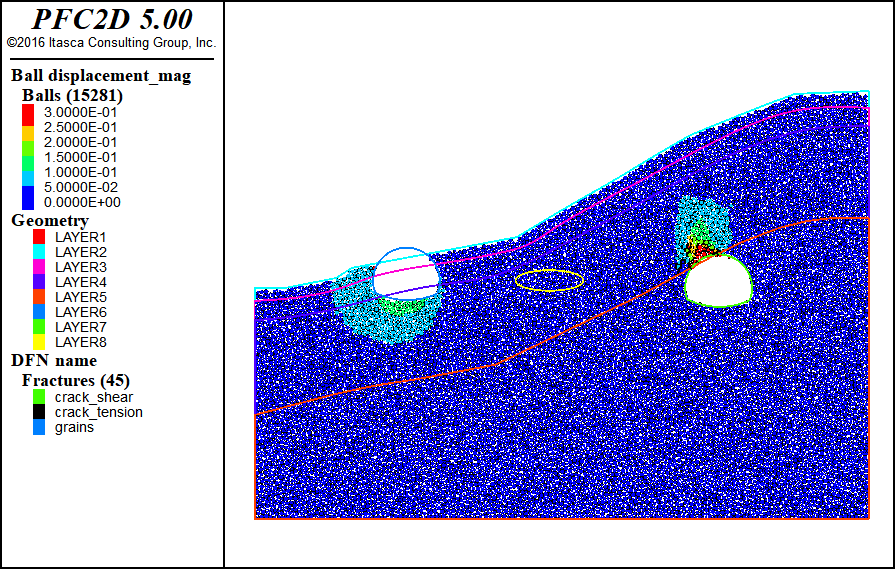 PFC2D 5.00
©2016 Itasca Consulting Group, Inc.
Ball displacement_mag
Balls (15281)
3.0000E-01
2.5000E-01
2.0000E-01
1.5000E-01
1.0000E-01
5.0000E-02
0.0000E+00
Geometry
LAYER1
LAYER2
LAYER3
LAYER4
LAYER5
LAYER6
LAYER7
LAYER8
DFN name
Fractures (45)
crack_shear
crack_tension
grains